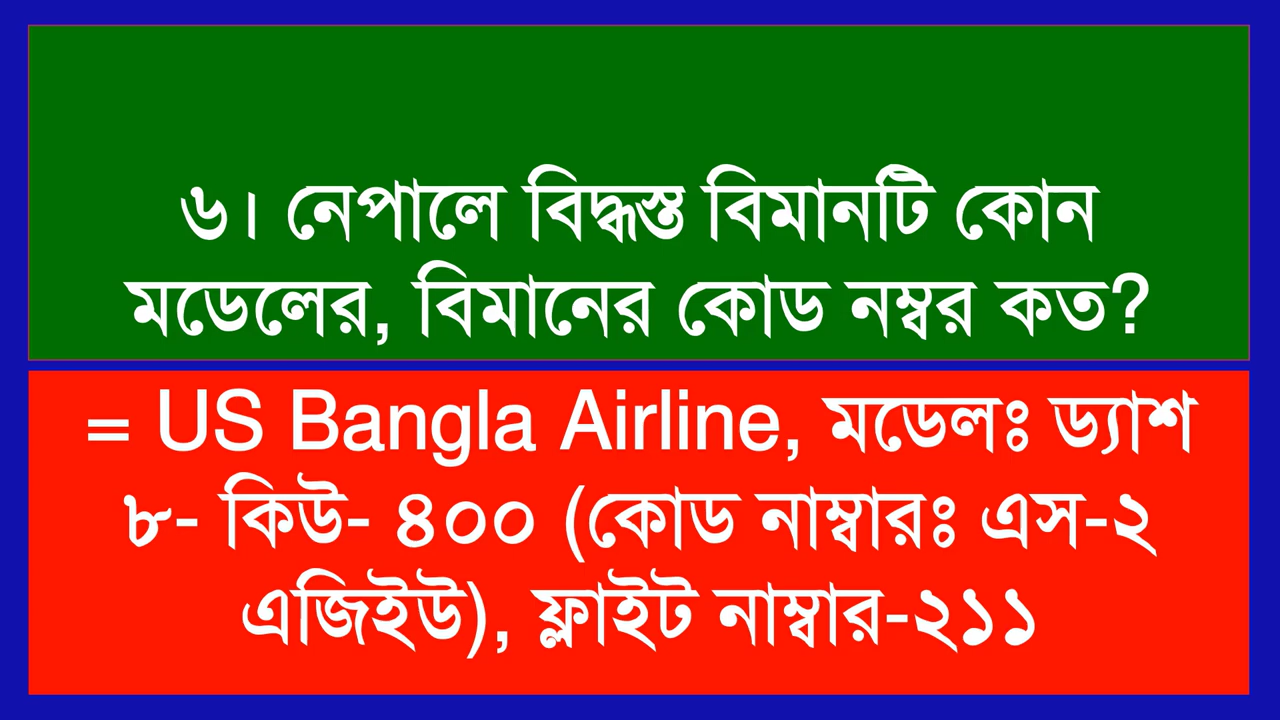 ৬। নেপালে বিদ্ধস্ত বিমানটি কোন
মডেলের, বিমানের কোড নম্বর কত?
= US Bangla Airline, মডেলঃ ড্যাশ
৮- কিউ- ৪০০ (কোড নাম্বারঃ এস-২
এজিইউ), ফ্লাইট নাম্বার-২১১